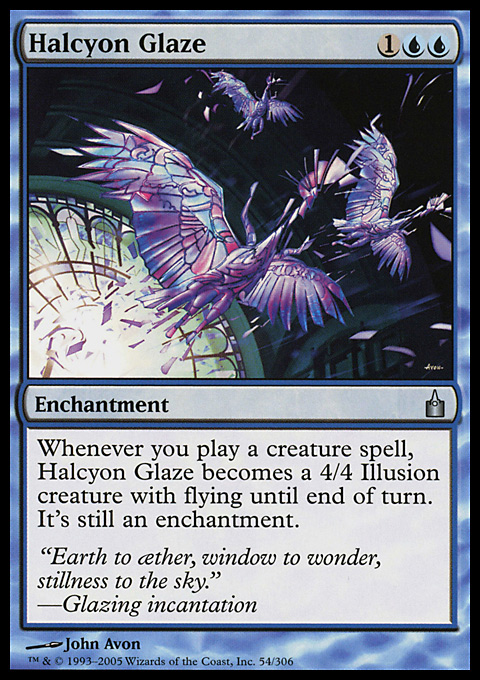 Halcyon Glaze 1
-Avon-
Enchantment
Whenever you play a creature spell,
Halcyon Glaze becomes a 4/4 Illusion
creature with flying until end of turn.
It's still an enchantment.
“Earth to æther, window to wonder,
stillness to the sky.”
—Glazing incantation
John Avon
™ & © 1993–2005 Wizards of the Coast, Inc. 54/306